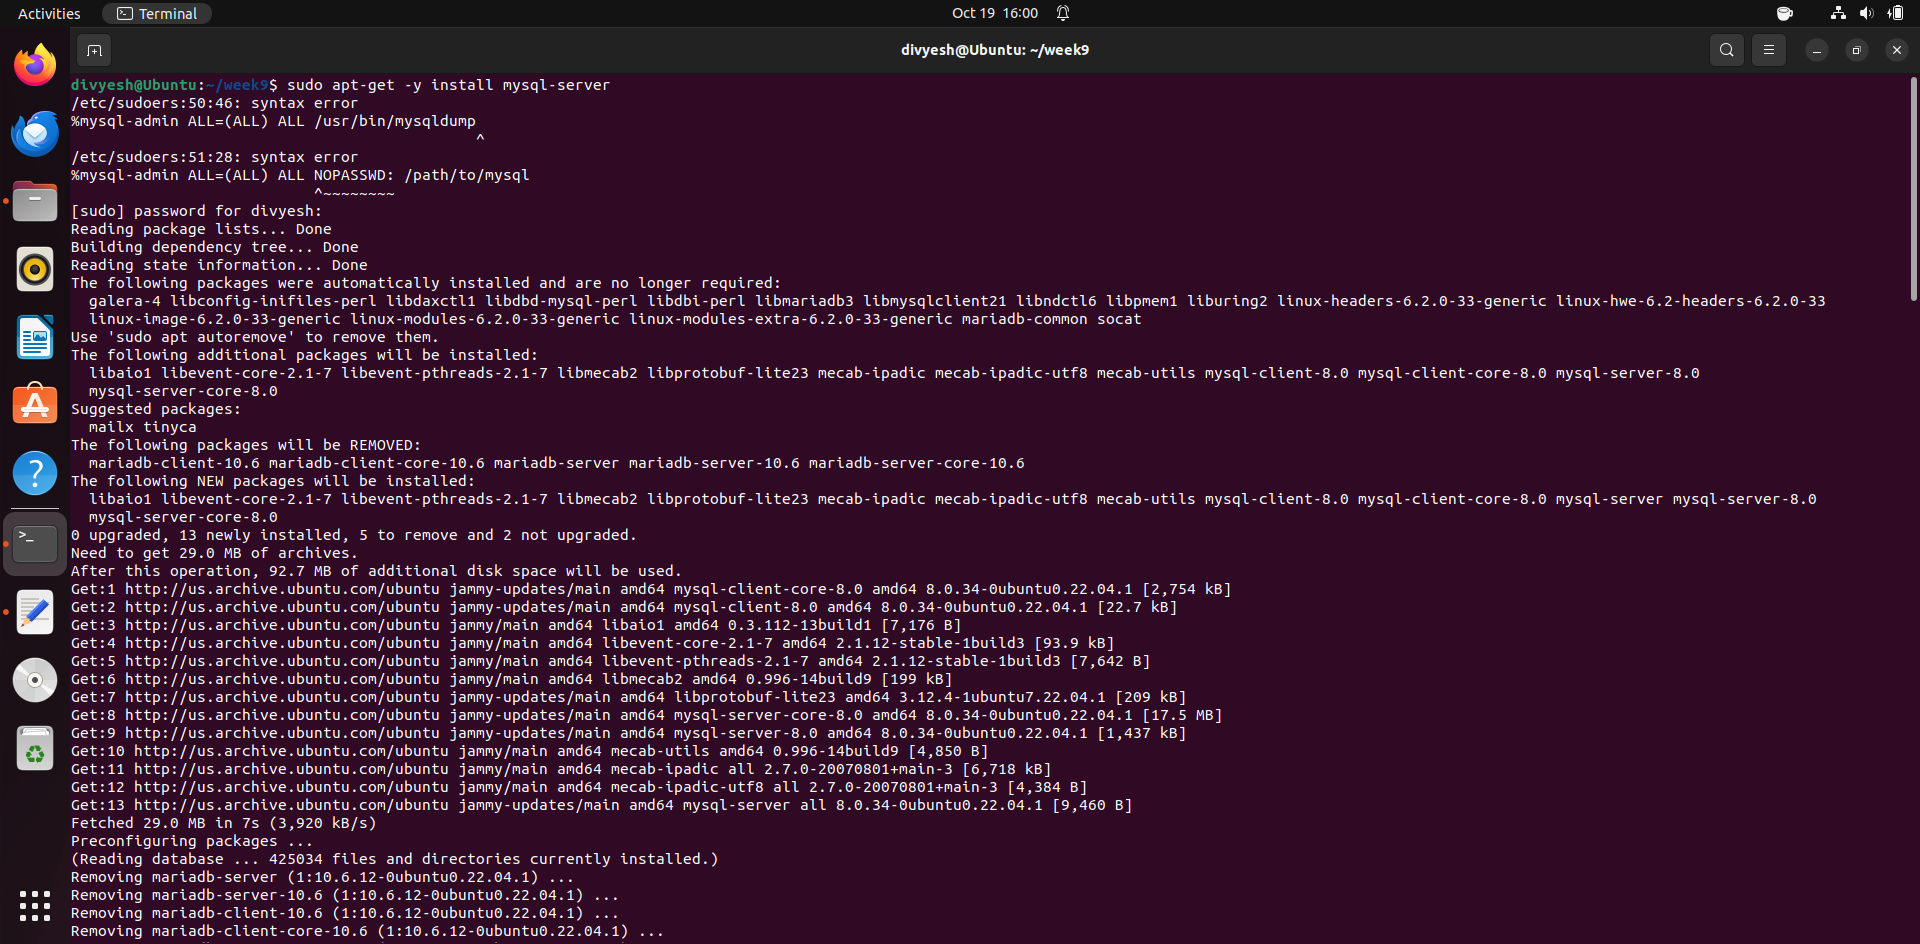 Activities
Terminal
Oct 19 16:00
divyesh@Ubuntu: ~/week9
divyesh@Ubuntu:~/week9$ sudo apt-get -y install mysql-server
/etc/sudoers:50:46: syntax error
%mysql-admin ALL=(ALL) ALL /usr/bin/mysqldump
^
/etc/sudoers:51:28: syntax error
%mysql-admin ALL=(ALL) ALL NOPASSWD: /path/to/mysql
^~~~~~~~~
[sudo] password for divyesh:
Reading package lists... Done
Building dependency tree... Done
Reading state information... Done
The following packages were automatically installed and are no longer required:
galera-4 libconfig-inifiles-perl libdaxctl1 libdbd-mysql-perl libdbi-perl libmariadb3 libmysqlclient21 libndctl6 libpmem1 liburing2 linux-headers-6.2.0-33-generic linux-hwe-6.2-headers-6.2.0-33
linux-image-6.2.0-33-generic linux-modules-6.2.0-33-generic linux-modules-extra-6.2.0-33-generic mariadb-common socat
Use 'sudo apt autoremove' to remove them.
The following additional packages will be installed:
libaio1 libevent-core-2.1-7 libevent-pthreads-2.1-7 libmecab2 libprotobuf-lite23 mecab-ipadic mecab-ipadic-utf8 mecab-utils mysql-client-8.0 mysql-client-core-8.0 mysql-server-8.0
mysql-server-core-8.0
Suggested packages:
mailx tinyca
The following packages will be REMOVED:
mariadb-client-10.6 mariadb-client-core-10.6 mariadb-server mariadb-server-10.6 mariadb-server-core-10.6
The following NEW packages will be installed:
libaio1 libevent-core-2.1-7 libevent-pthreads-2.1-7 libmecab2 libprotobuf-lite23 mecab-ipadic mecab-ipadic-utf8 mecab-utils mysql-client-8.0 mysql-client-core-8.0 mysql-server mysql-server-8.0
mysql-server-core-8.0
0 upgraded, 13 newly installed, 5 to remove and 2 not upgraded.
Need to get 29.0 MB of archives.
After this operation, 92.7 MB of additional disk space will be used.
Get:1 http://us.archive.ubuntu.com/ubuntu jammy-updates/main amd64 mysql-client-core-8.0 amd64 8.0.34-0ubuntu0.22.04.1 [2,754 kB]
Get:2 http://us.archive.ubuntu.com/ubuntu jammy-updates/main amd64 mysql-client-8.0 amd64 8.0.34-0ubuntu0.22.04.1 [22.7 kB]
Get:3 http://us.archive.ubuntu.com/ubuntu jammy/main amd64 libaio1 amd64 0.3.112-13build1 [7,176 B]
Get:4 http://us.archive.ubuntu.com/ubuntu jammy/main amd64 libevent-core-2.1-7 amd64 2.1.12-stable-1build3 [93.9 kB]
Get:5 http://us.archive.ubuntu.com/ubuntu jammy/main amd64 libevent-pthreads-2.1-7 amd64 2.1.12-stable-1build3 [7,642 B]
Get:6 http://us.archive.ubuntu.com/ubuntu jammy/main amd64 libmecab2 amd64 0.996-14build9 [199 kB]
Get:7 http://us.archive.ubuntu.com/ubuntu jammy-updates/main amd64 libprotobuf-lite23 amd64 3.12.4-1ubuntu7.22.04.1 [209 kB]
Get:8 http://us.archive.ubuntu.com/ubuntu jammy-updates/main amd64 mysql-server-core-8.0 amd64 8.0.34-0ubuntu0.22.04.1 [17.5 MB]
Get:9 http://us.archive.ubuntu.com/ubuntu jammy-updates/main amd64 mysql-server-8.0 amd64 8.0.34-0ubuntu0.22.04.1 [1,437 kB]
Get:10 http://us.archive.ubuntu.com/ubuntu jammy/main amd64 mecab-utils amd64 0.996-14build9 [4,850 B]
Get:11 http://us.archive.ubuntu.com/ubuntu jammy/main amd64 mecab-ipadic all 2.7.0-20070801+main-3 [6,718 kB]
Get:12 http://us.archive.ubuntu.com/ubuntu jammy/main amd64 mecab-ipadic-utf8 all 2.7.0-20070801+main-3 [4,384 B]
Get:13 http://us.archive.ubuntu.com/ubuntu jammy-updates/main amd64 mysql-server all 8.0.34-0ubuntu0.22.04.1 [9,460 B]
Fetched 29.0 MB in 7s (3,920 kB/s)
Preconfiguring packages ...
(Reading database ... 425034 files and directories currently installed.)
Removing mariadb-server (1:10.6.12-0ubuntu0.22.04.1) ...
Removing mariadb-server-10.6 (1:10.6.12-0ubuntu0.22.04.1) ...
Removing mariadb-client-10.6 (1:10.6.12-0ubuntu0.22.04.1) ...
Removing mariadb-client-core-10.6 (1:10.6.12-0ubuntu0.22.04.1) ...